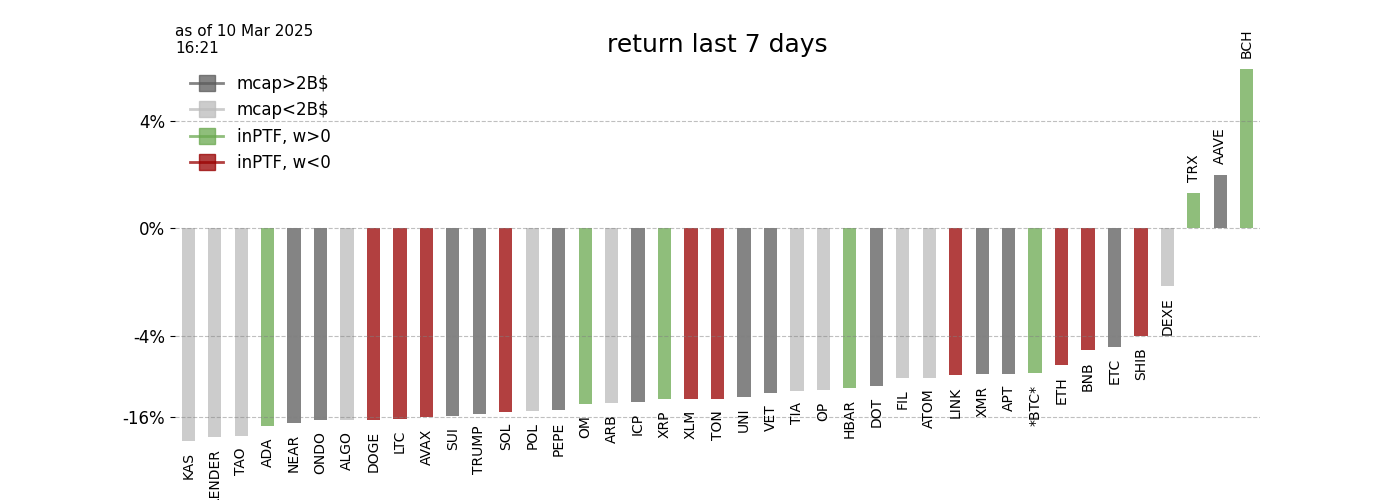 as of 10 Mar 2025
16:21
return last 7 days
mcap>2B$
mcap<2B$
inPTF, w>0
inPTF, w<0
4%
0%
-4%
-16%
KAS
ENDER
TAO
ADA
NEAR
ONDO
ALGO
DOGE
LTC
AVAX
SUI
TRUMP
SOL
POL
PEPE
OM
ARB
ICP
XRP
XLM
TON
UNI
VET
TIA
OP
HBAR
DOT
FIL
ATOM
LINK
XMR
APT
*BTC*
ETH
BNB
ETC
SHIB
DEXE
TRX
AAVE
BCH